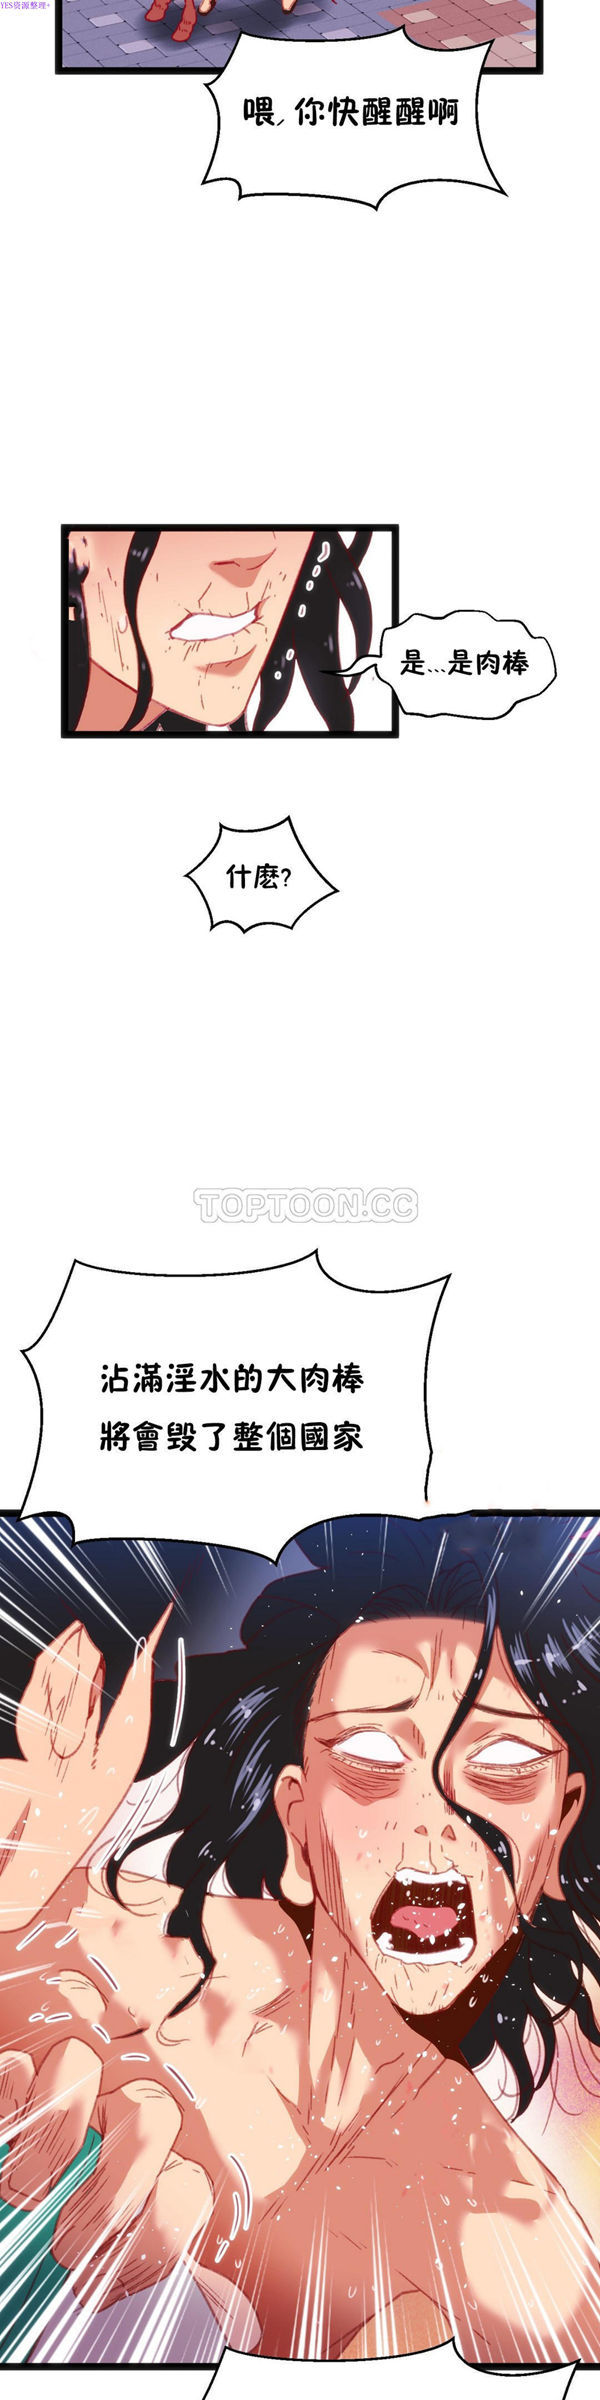 YES资源整理+
喂，你快醒醒啊
是...是肉棒
什麼?
TOPTOON.CC
沾滿淫水的大肉棒
將會毀了整個國家